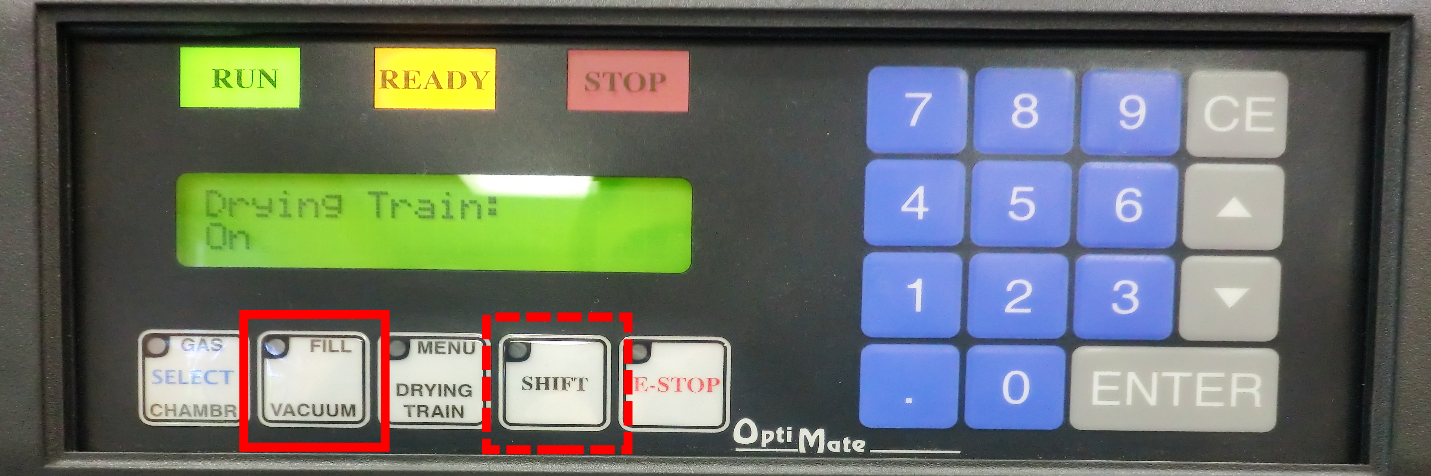 RUN READY STOP
Drying Train:
On
7 8 9 CE
4 5 6
1 2 3
. 0 ENTER
GAS
SELECT
CHAMBR
FILL
VACUUM
MENU
DRYING
TRAIN
SHIFT
E-STOP
OptiMate